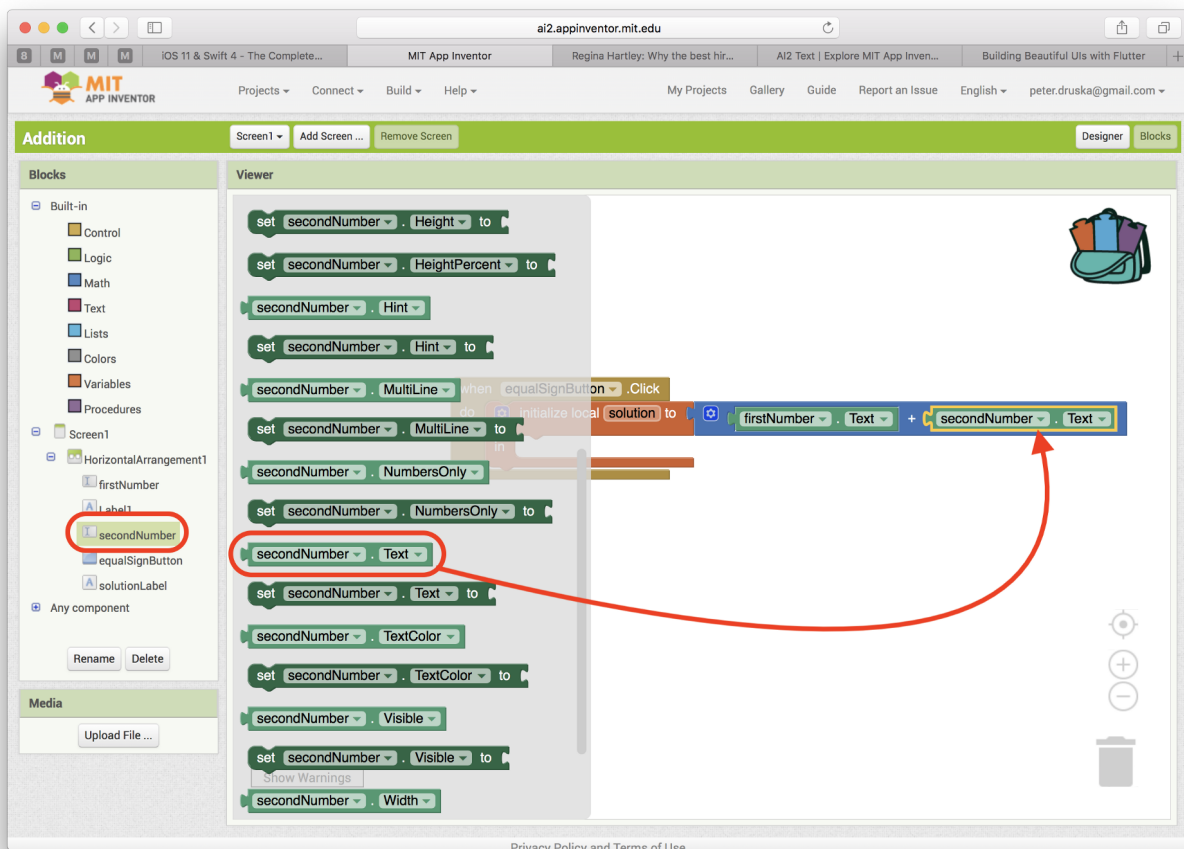 ai2.appinventor.mit.edu
8 M M M iOS 11 & Swift 4 - The Complete... MIT App Inventor Regina Hartley: Why the best hir... AI2 Text | Explore MIT App Inven... Building Beautiful UIs with Flutter +
MIT
APP INVENTOR
Projects Connect Build Help My Projects Gallery Guide Report an Issue English peter.druska@gmail.com
Addition Screen1 Add Screen ... Remove Screen Designer Blocks
Blocks
Built-in
Control
Logic
Math
Text
Lists
Colors
Variables
Procedures
Screen1
HorizontalArrangement1
firstNumber
Label1
secondNumber
equalSignButton
solutionLabel
Any component
Rename Delete
Media
Upload File ...
Viewer
set secondNumber . Height to
set secondNumber . HeightPercent to
secondNumber . Hint
set secondNumber . Hint to
secondNumber . MultiLine
set secondNumber . MultiLine to
secondNumber . NumbersOnly
set secondNumber . NumbersOnly to
secondNumber . Text
set secondNumber . Text to
secondNumber . TextColor
set secondNumber . TextColor to
secondNumber . Visible
set secondNumber . Visible to
Show Warnings
secondNumber . Width
when equalSignButton .Click
do initialize local solution to firstNumber . Text + secondNumber . Text
in
Privacy Policy and Terms of Use